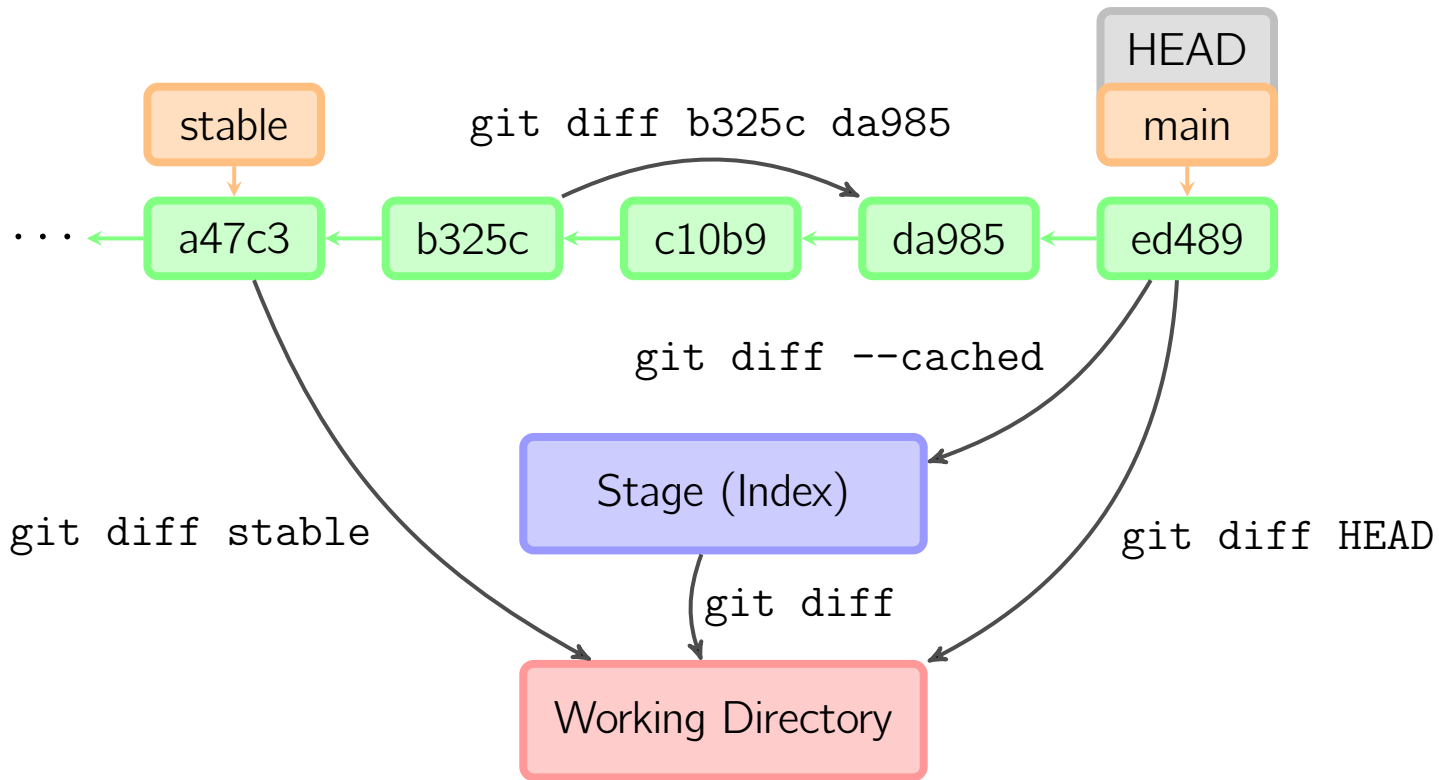 HEAD
stable
git diff b325c da985
main
... a47c3 b325c c10b9 da985 ed489
git diff --cached
Stage (Index)
git diff stable
git diff HEAD
git diff
Working Directory